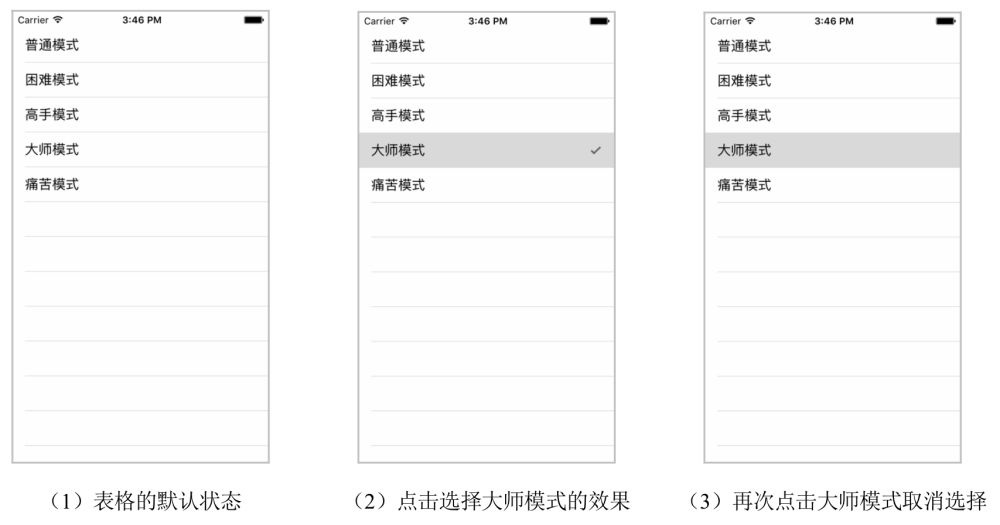 Carrier 3:46 PM
普通模式
困难模式
高手模式
大师模式
痛苦模式
（1）表格的默认状态
Carrier 3:46 PM
普通模式
困难模式
高手模式
大师模式
痛苦模式
（2）点击选择大师模式的效果
Carrier 3:46 PM
普通模式
困难模式
高手模式
大师模式
痛苦模式
（3）再次点击大师模式取消选择